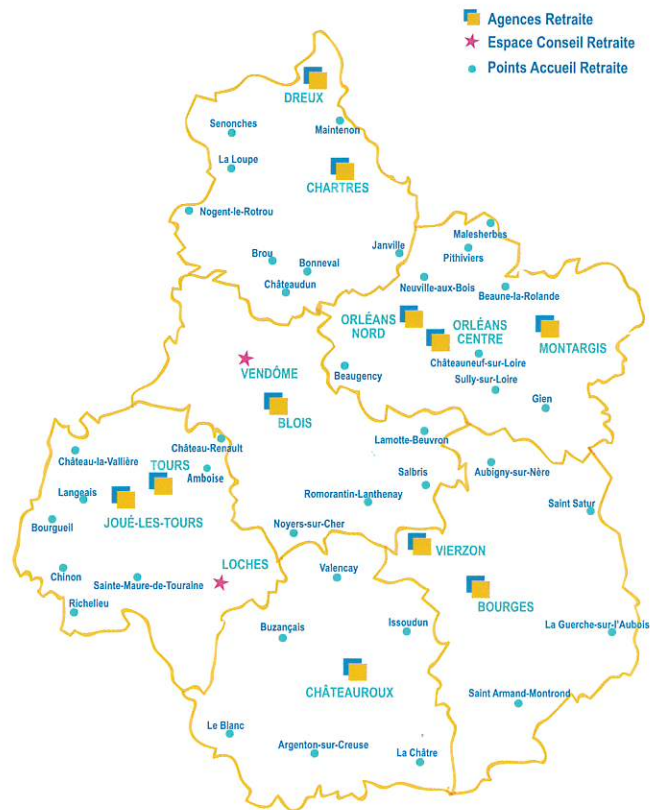 Agences Retraite
Espace Conseil Retraite
Points Accueil Retraite
DREUX
Senonches
Maintenon
La Loupe
CHARTRES
Nogent-le-Rotrou
Brou
Bonneval
Janville
Châteaudun
Malesherbes
Pithiviers
Neuville-aux-Bois
Beaune-la-Rolande
ORLÉANS
NORD
ORLÉANS
CENTRE
MONTARGIS
Châteauneuf-sur-Loire
Beaugency
Sully-sur-Loire
Gien
VENDÔME
BLOIS
Lamotte-Beuvron
Salbris
Romorantin-Lanthenay
Noyers-sur-Cher
Château-Renault
Château-la-Vallière
TOURS
Amboise
Langeais
JOUÉ-LES-TOURS
Bourgueil
LOCHES
Chinon
Sainte-Maure-de-Touraine
Richelieu
Aubigny-sur-Nère
Saint Satur
VIERZON
BOURGES
La Guerche-sur-l'Aubois
Saint Armand-Montrond
Valencay
Buzançais
Issoudun
CHÂTEAUROUX
Le Blanc
Argenton-sur-Creuse
La Châtre